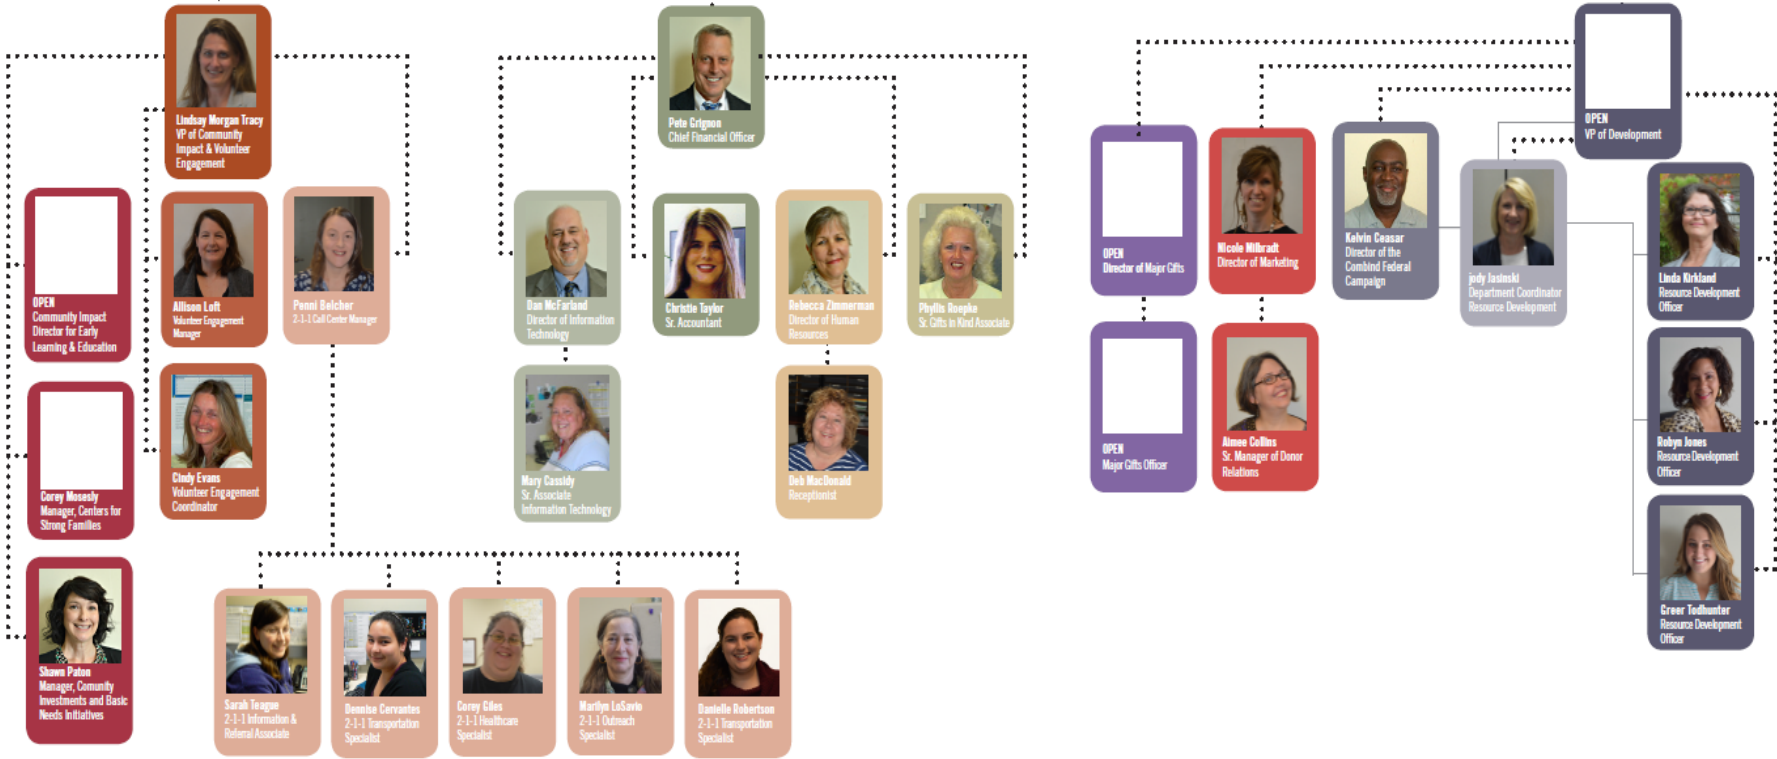 Lindsay Morgan Tracy
VP of Community
Impact & Volunteer
Engagement
OPEN
Community Impact
Director for Early
Learning & Education
Allison Loft
Volunteer Engagement
Manager
Penni Belcher
2-1-1 Call Center Manager
Corey Mosesly
Manager, Centers for
Strong Families
Cindy Evans
Volunteer Engagement
Coordinator
Shawn Paton
Manager, Comunity
Investments and Basic
Needs Initiatives
Sarah Teague
2-1-1 Information &
Referral Associate
Dennise Cervantes
2-1-1 Transportation
Specialist
Corey Giles
2-1-1 Healthcare
Specialist
Marilyn LoSavio
2-1-1 Outreach
Specialist
Danielle Robertson
2-1-1 Transportation
Specialist
Pete Grignon
Chief Financial Officer
Dan McFarland
Director of Information
Technology
Christie Taylor
Sr. Accountant
Rebecca Zimmerman
Director of Human
Resources
Phyllis Roepke
Sr. Gifts In Kind Associate
Mary Cassidy
Sr. Associate
Information Technology
Deb MacDonald
Receptionist
OPEN
VP of Development
OPEN
Director of Major Gifts
Nicole Milbradt
Director of Marketing
Kelvin Ceasar
Director of the
Combind Federal
Campaign
jody Jasinski
Department Coordinator
Resource Development
Linda Kirkland
Resource Development
Officer
OPEN
Major Gifts Officer
Aimee Collins
Sr. Manager of Donor
Relations
Robyn Jones
Resource Development
Officer
Greer Todhunter
Resource Development
Officer